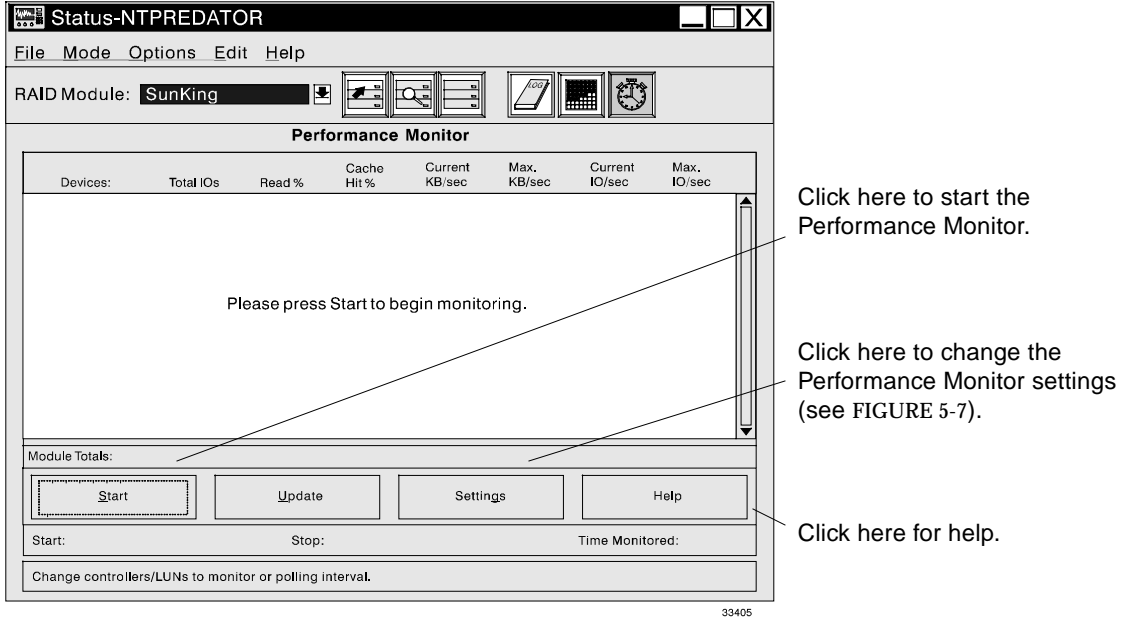 Status-NTPREDATOR
File Mode Options Edit Help
RAID Module: SunKing
LOG
Performance Monitor
Devices: Total IOs Read % Cache Hit % Current KB/sec Max. KB/sec Current IO/sec Max. IO/sec
Please press Start to begin monitoring.
Module Totals:
Start Update Settings Help
Start: Stop: Time Monitored:
Change controllers/LUNs to monitor or polling interval.
Click here to start the
Performance Monitor.
Click here to change the
Performance Monitor settings
(see FIGURE 5-7).
Click here for help.
33405